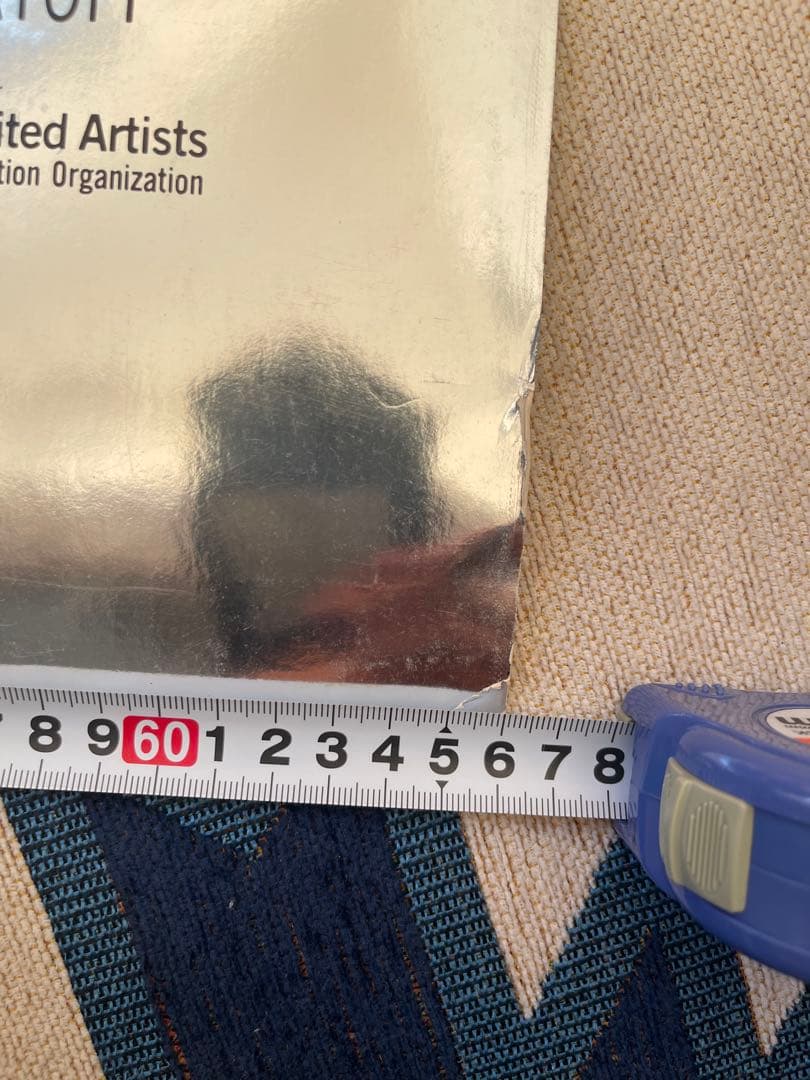 ited Artists
tion Organization
8 9 60 1 2 3 4 5 6 7 8